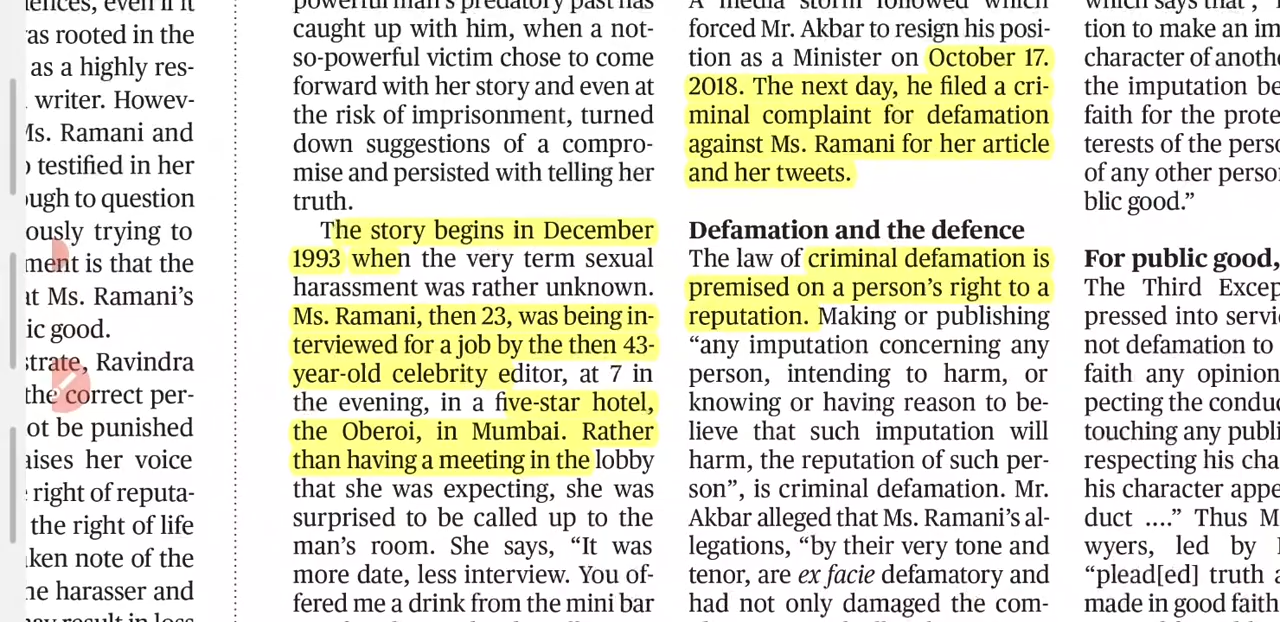 as rooted in the
as a highly res-
writer. Howev-
Ms. Ramani and
testified in her
ough to question
ously trying to
ment is that the
at Ms. Ramani's
ic good.
strate, Ravindra
the correct per-
ot be punished
aises her voice
right of reputa-
the right of life
ken note of the
he harasser and
powerful man's predatory past has
caught up with him, when a not-
so-powerful victim chose to come
forward with her story and even at
the risk of imprisonment, turned
down suggestions of a compro-
mise and persisted with telling her
truth.
The story begins in December
1993 when the very term sexual
harassment was rather unknown.
Ms. Ramani, then 23, was being in-
terviewed for a job by the then 43-
year-old celebrity editor, at 7 in
the evening, in a five-star hotel,
the Oberoi, in Mumbai. Rather
than having a meeting in the lobby
that she was expecting, she was
surprised to be called up to the
man's room. She says, “It was
more date, less interview. You of-
fered me a drink from the mini bar
A media storm followed which
forced Mr. Akbar to resign his posi-
tion as a Minister on October 17.
2018. The next day, he filed a cri-
minal complaint for defamation
against Ms. Ramani for her article
and her tweets.
Defamation and the defence
The law of criminal defamation is
premised on a person's right to a
reputation. Making or publishing
“any imputation concerning any
person, intending to harm, or
knowing or having reason to be-
lieve that such imputation will
harm, the reputation of such per-
son”, is criminal defamation. Mr.
Akbar alleged that Ms. Ramani's al-
legations, “by their very tone and
tenor, are ex facie defamatory and
had not only damaged the com-
which says that
tion to make an im
character of anothe
the imputation be
faith for the prote
terests of the perso
of any other perso
blic good.”
For public good,
The Third Excep
pressed into servi
not defamation to
faith any opinion
pecting the conduc
touching any publi
respecting his cha
his character appe
duct ....” Thus M
wyers, led by
“plead[ed] truth a
made in good faith